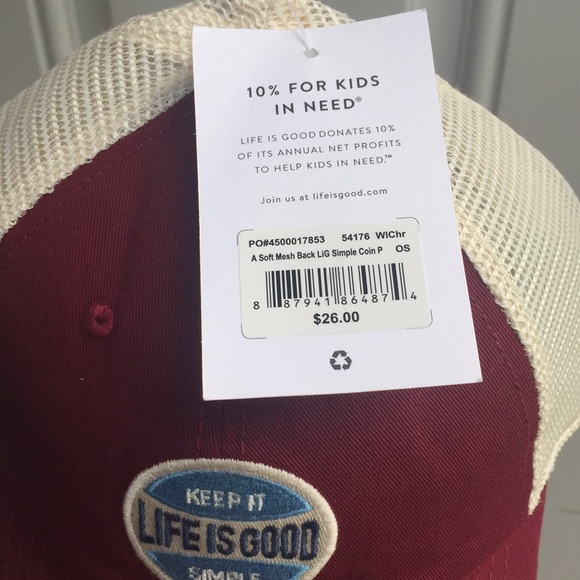 10% FOR KIDS
IN NEED®
LIFE IS GOOD DONATES 10%
OF ITS ANNUAL NET PROFITS
TO HELP KIDS IN NEED.™
Join us at lifeisgood.com
PO#4500017853 54176 WIChr
A Soft Mesh Back LiG Simple Coin P OS
8 87941 86487 4
$26.00
KEEP IT
LIFE IS GOOD
SIMPLE